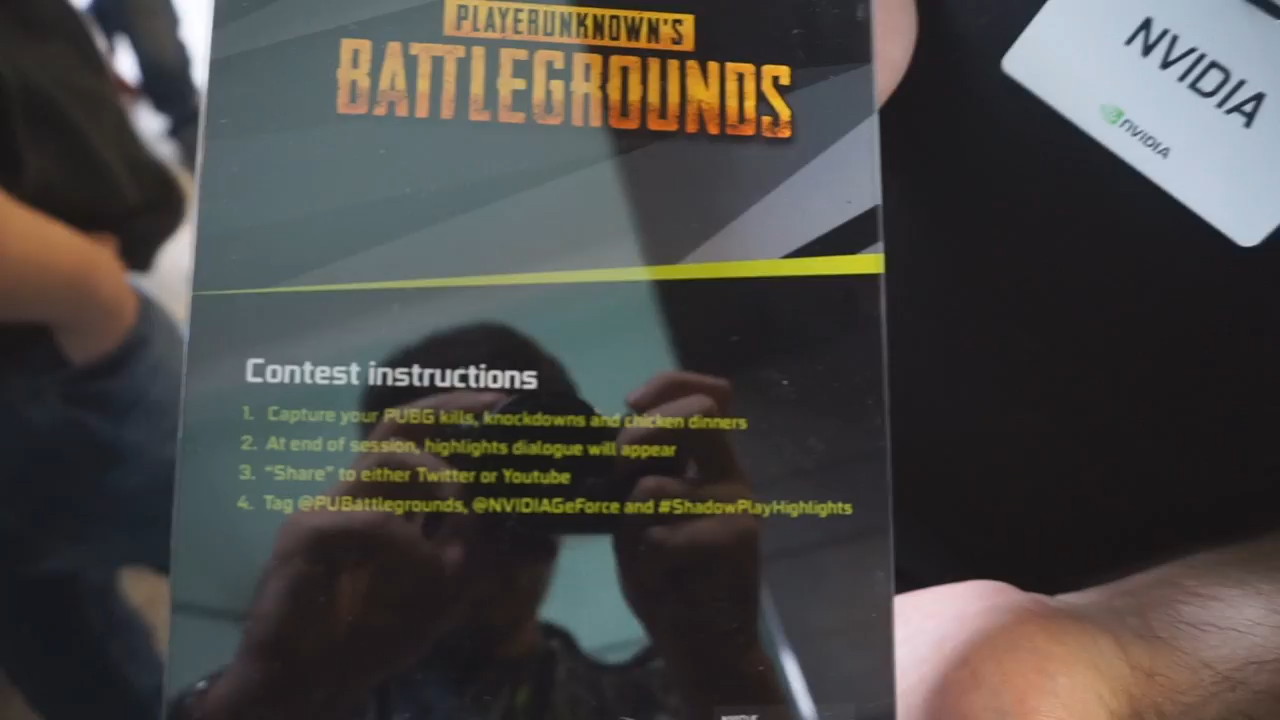 PLAYERUNKNOWN'S
BATTLEGROUNDS
NVIDIA
nVIDIA
Contest instructions
1. Capture your PUBG kills, knockdowns and chicken dinners
2. At end of session, highlights dialogue will appear
3. "Share" to either Twitter or Youtube
4. Tag @PUBattlegrounds, @NVIDIAGeForce and #ShadowPlayHighlights